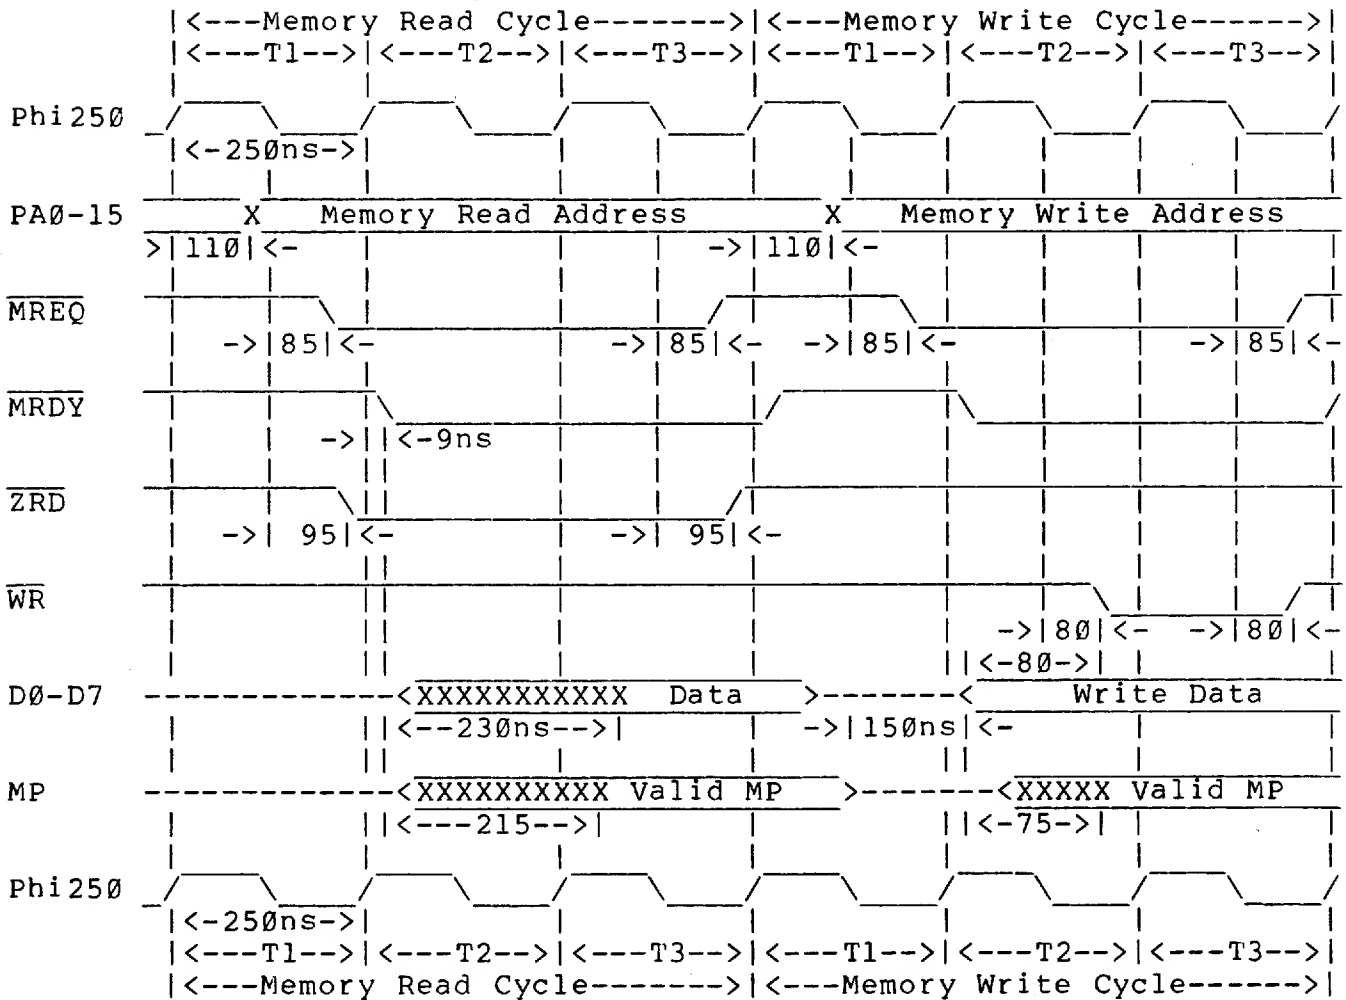 |<---Memory Read Cycle------->|<---Memory Write Cycle------>|
|<---T1-->|<---T2-->|<---T3-->|<---T1-->|<---T2-->|<---T3-->|
Phi250
|<-250ns->|
PA0-15 X Memory Read Address X Memory Write Address
>|110|<- ->|110|<-
MREQ
->|85|<- ->|85|<- ->|85|<- ->|85|<-
MRDY
->||<-9ns
ZRD
->| 95|<- ->| 95|<-
WR
->|80|<- ->|80|<-
|<-80->|
D0-D7 -------------<XXXXXXXXXXX Data >-------< Write Data
|<--230ns-->| ->|150ns|<-
MP -------------<XXXXXXXXXX Valid MP >-------<XXXXX Valid MP
||<---215-->| ||<-75->|
Phi250
|<-250ns->|
|<---T1-->|<---T2-->|<---T3-->|<---T1-->|<---T2-->|<---T3-->|
|<---Memory Read Cycle------->|<---Memory Write Cycle------>|